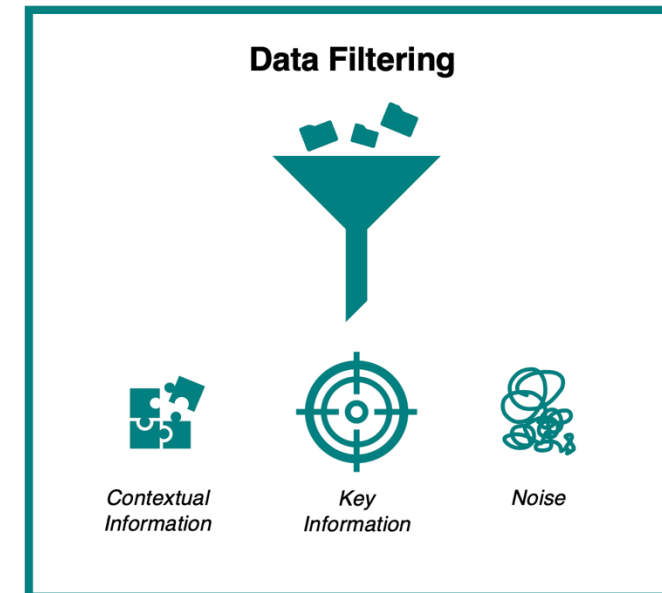 Data Filtering
Contextual
Information
Key
Information
Noise